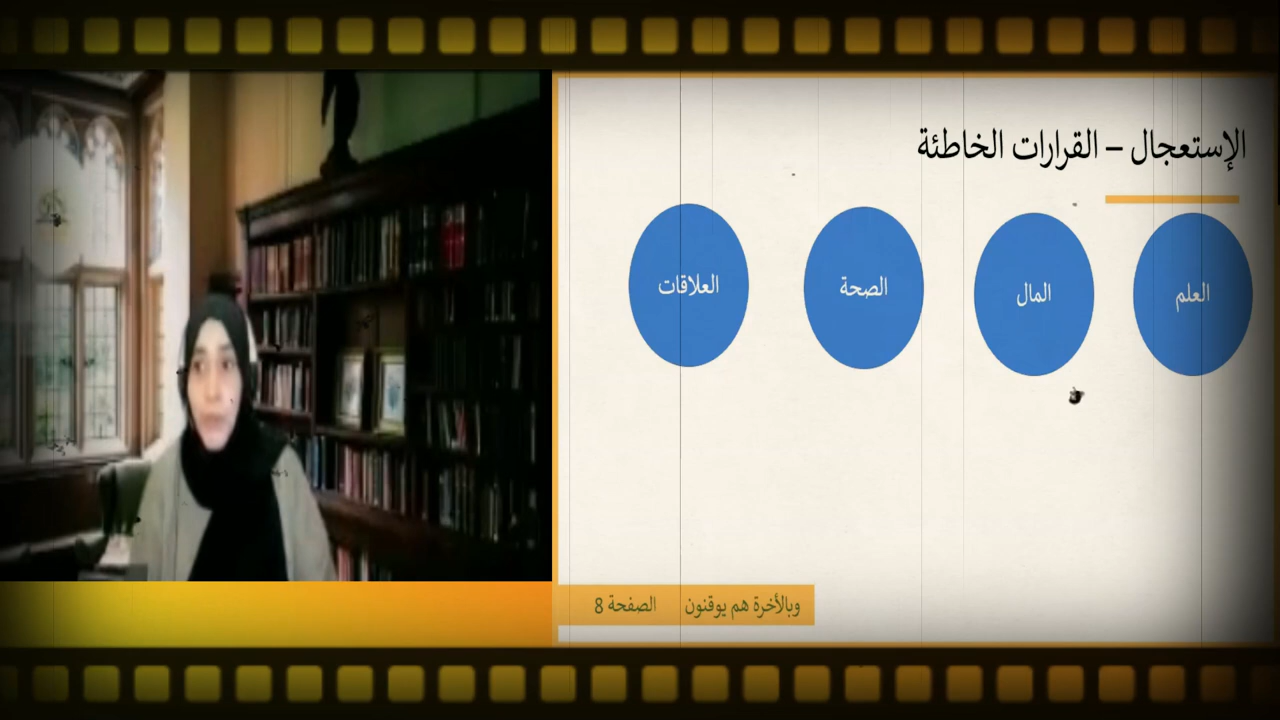 الإستعجال – القرارات الخاطئة
العلم
المال
الصحة
العلاقات
وبالأخرة هم يوقنون الصفحة 8